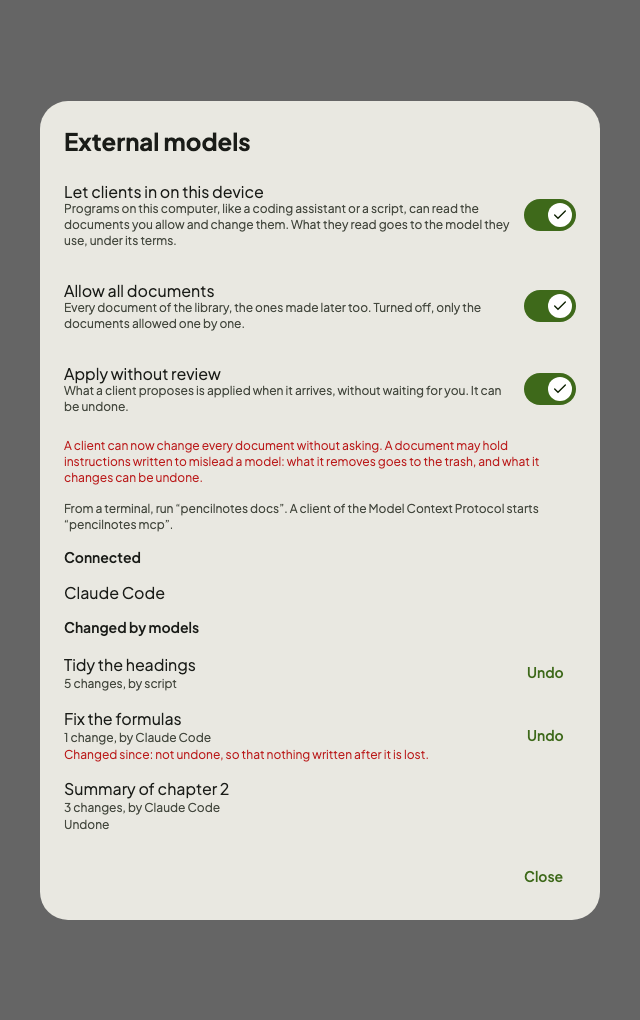 External models
Let clients in on this device
Programs on this computer, like a coding assistant or a script, can read the
documents you allow and change them. What they read goes to the model they
use, under its terms.
Allow all documents
Every document of the library, the ones made later too. Turned off, only the
documents allowed one by one.
Apply without review
What a client proposes is applied when it arrives, without waiting for you. It can
be undone.
A client can now change every document without asking. A document may hold
instructions written to mislead a model: what it removes goes to the trash, and what it
changes can be undone.
From a terminal, run “pencilnotes docs”. A client of the Model Context Protocol starts
“pencilnotes mcp”.
Connected
Claude Code
Changed by models
Tidy the headings
5 changes, by script
Undo
Fix the formulas
1 change, by Claude Code
Changed since: not undone, so that nothing written after it is lost.
Undo
Summary of chapter 2
3 changes, by Claude Code
Undone
Close